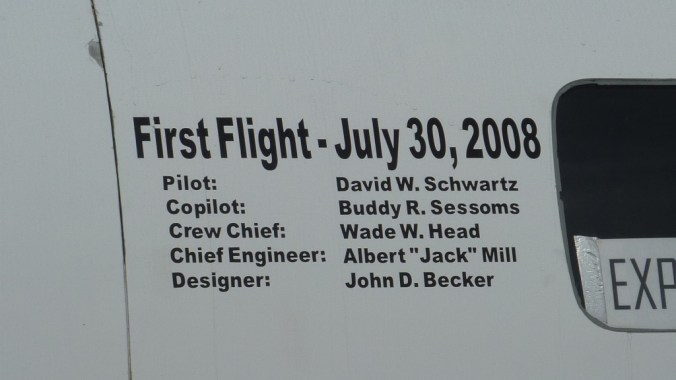 First Flight - July 30, 2008
Pilot: David W. Schwartz
Copilot: Buddy R. Sessoms
Crew Chief: Wade W. Head
Chief Engineer: Albert "Jack" Mill
Designer: John D. Becker
EXP